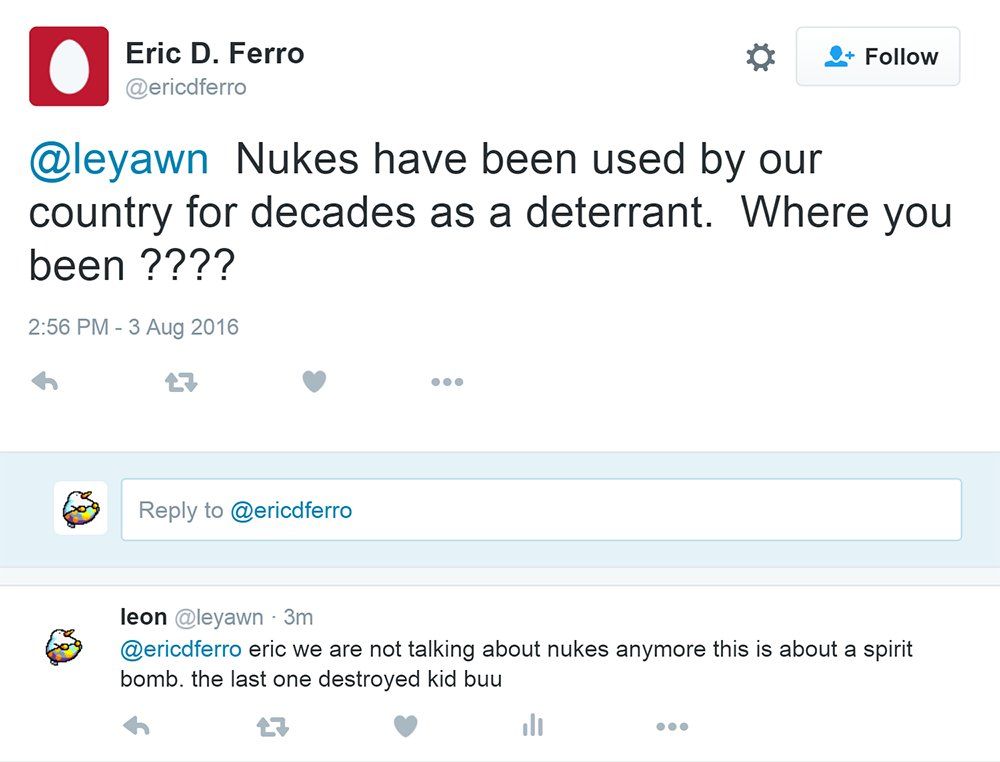 Eric D. Ferro
@ericdferro
Follow
@leyawn Nukes have been used by our
country for decades as a deterrant. Where you
been ????
2:56 PM - 3 Aug 2016
Reply to @ericdferro
leon @leyawn · 3m
@ericdferro eric we are not talking about nukes anymore this is about a spirit
bomb. the last one destroyed kid buu